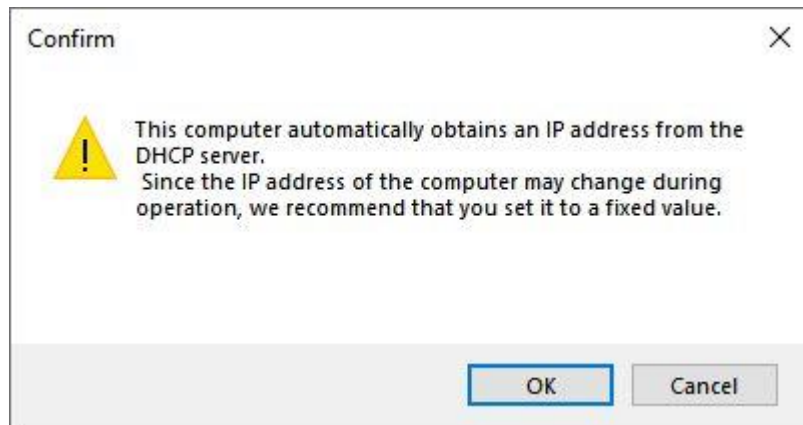 Confirm
This computer automatically obtains an IP address from the
DHCP server.
Since the IP address of the computer may change during
operation, we recommend that you set it to a fixed value.
OK
Cancel